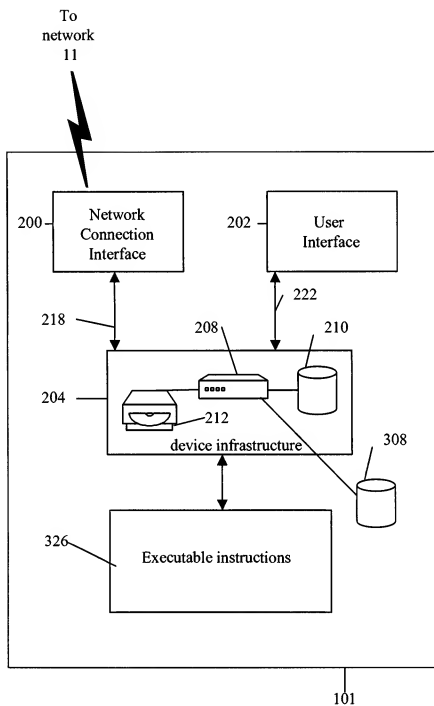 To
network
11
200
Network
Connection
Interface
202
User
Interface
218
222
208
210
204
212
device infrastructure
308
326
Executable instructions
101